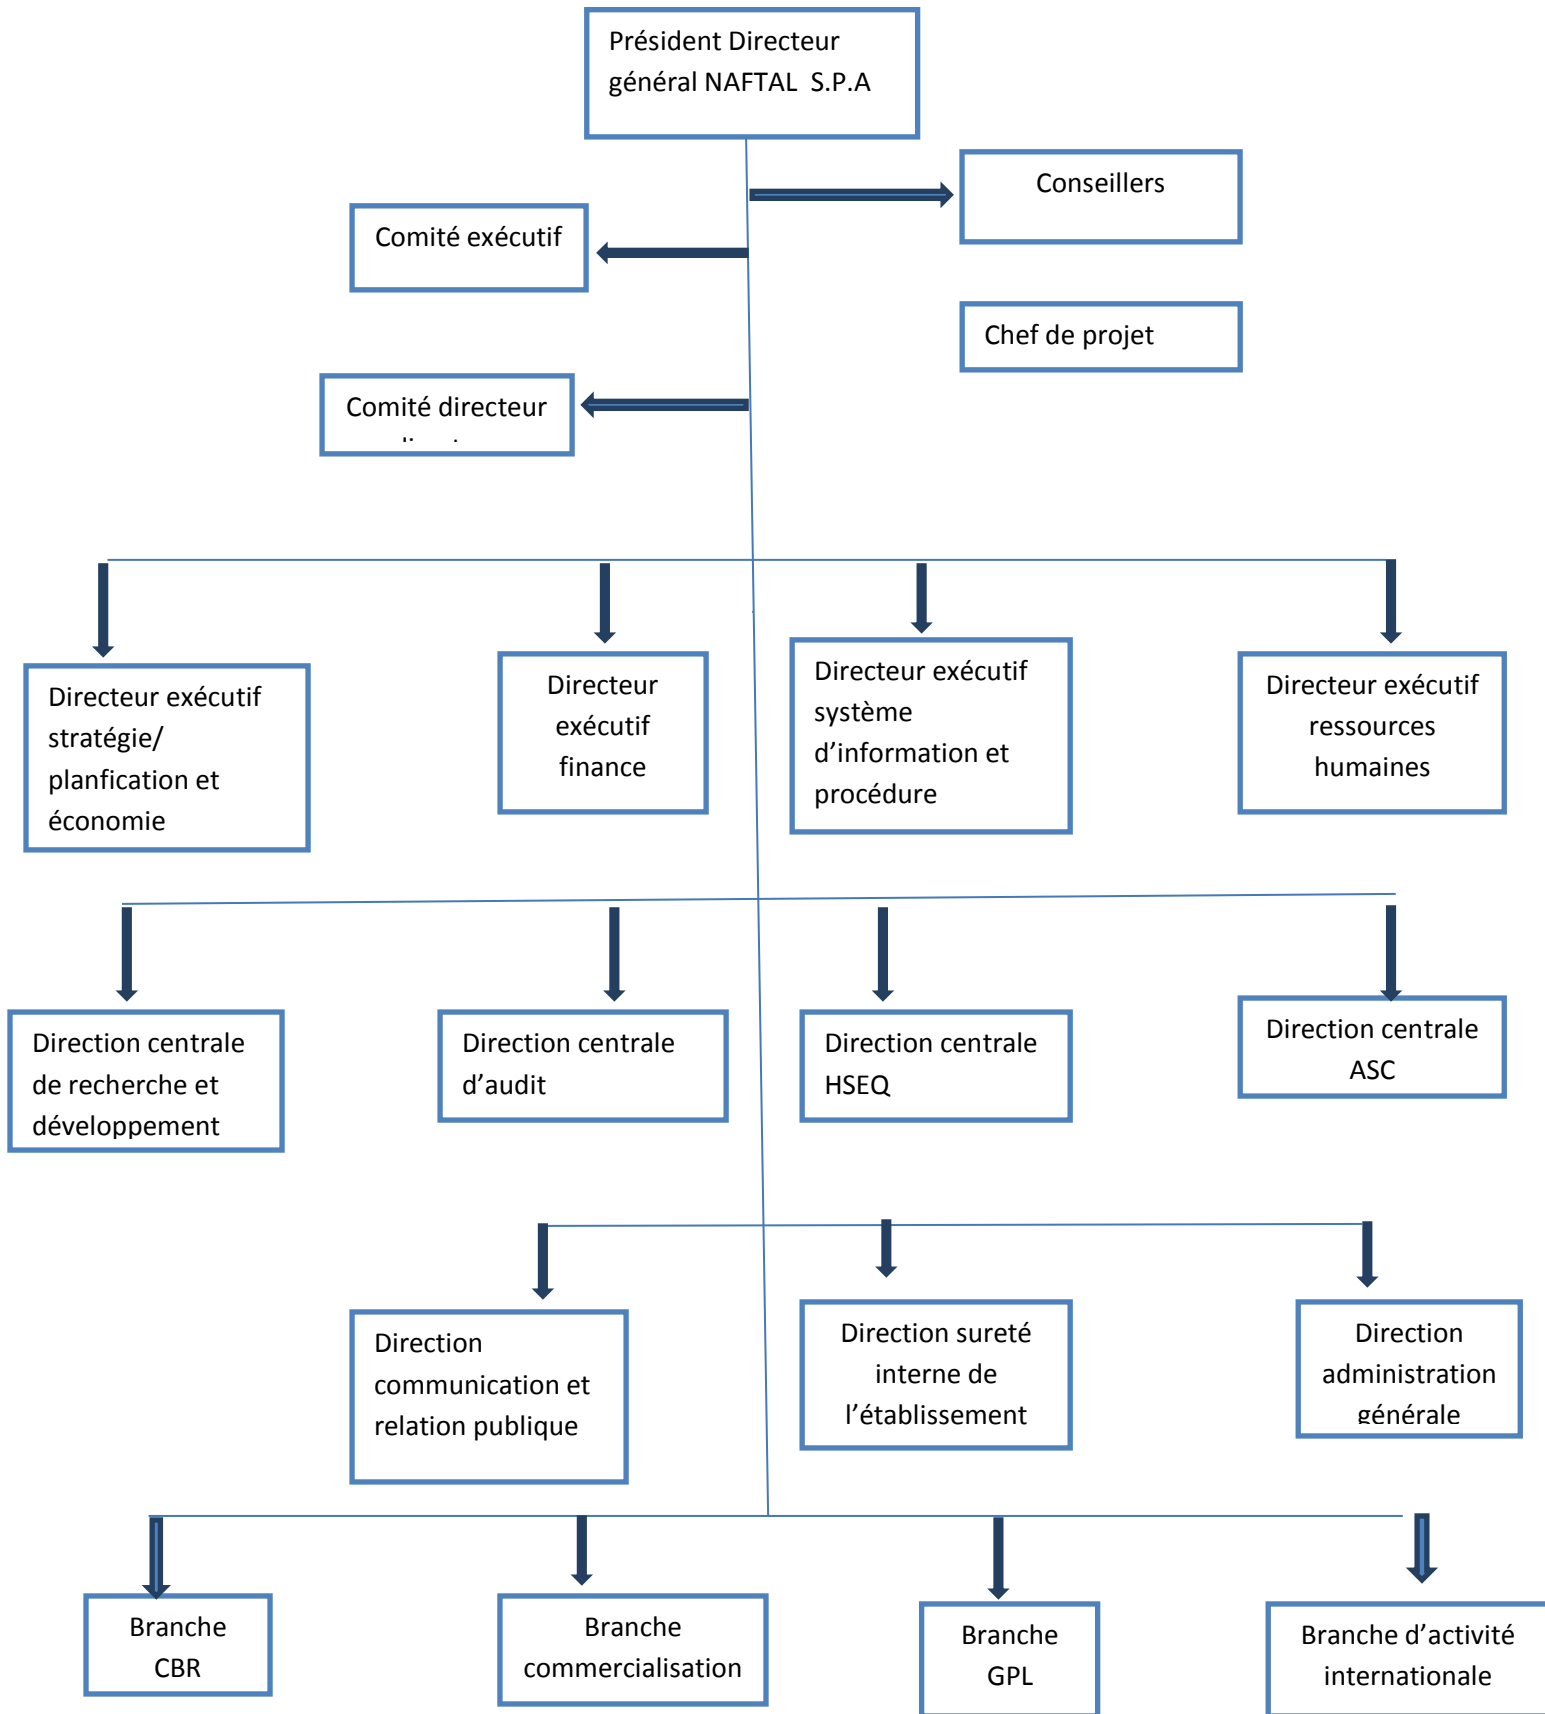 Président Directeur
général NAFTAL S.P.A
Conseillers
Comité exécutif
Chef de projet
Comité directeur
Directeur exécutif
stratégie/
planfication et
économie
Directeur
exécutif
finance
Directeur exécutif
système
d’information et
procédure
Directeur exécutif
ressources
humaines
Direction centrale
de recherche et
développement
Direction centrale
d’audit
Direction centrale
HSEQ
Direction centrale
ASC
Direction
communication et
relation publique
Direction sureté
interne de
l’établissement
Direction
administration
générale
Branche
CBR
Branche
commercialisation
Branche
GPL
Branche d’activité
internationale